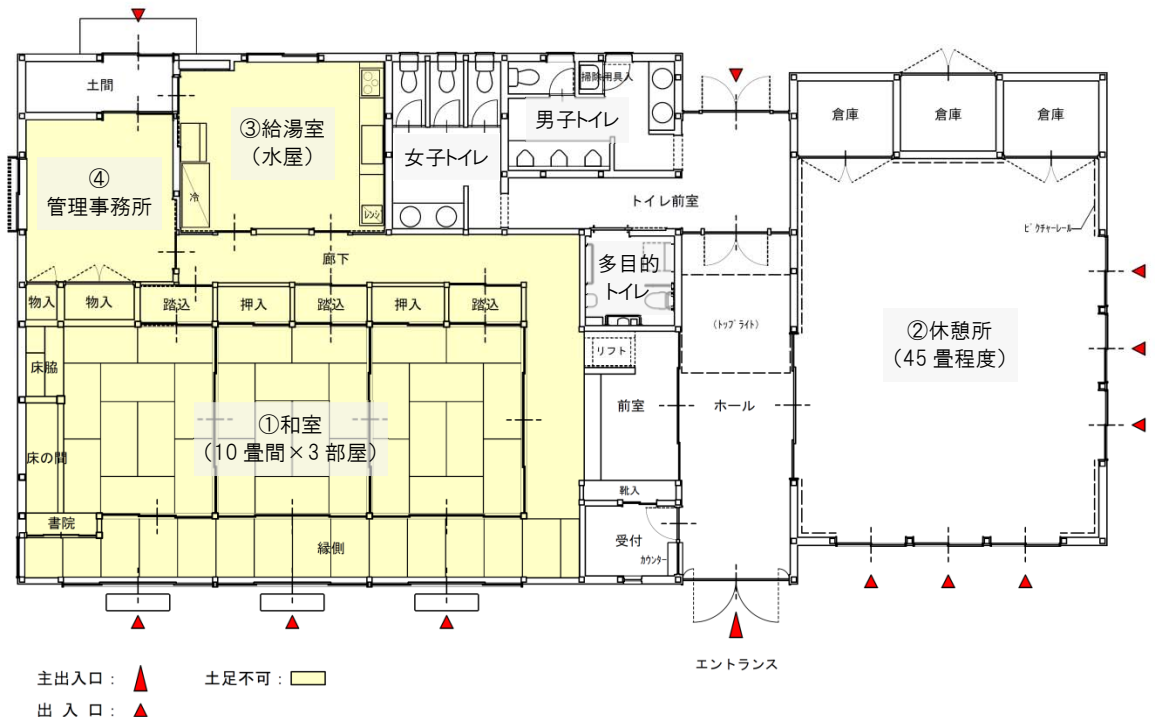 土間
掃除用具入
③給湯室
（水屋）
男子トイレ
倉庫
倉庫
倉庫
女子トイレ
④
管理事務所
冷
レンジ
トイレ前室
ﾋﾟｸﾁｬｰﾚｰﾙ
廊下
多目的
トイレ
物入
物入
踏込
押入
踏込
押入
踏込
(ﾄｯﾌﾟﾗｲﾄ)
②休憩所
（45 畳程度）
リフト
床脇
前室
ホール
①和室
（10 畳間×3 部屋）
床の間
靴入
書院
受付
縁側
ｶｳﾝﾀｰ
エントランス
主出入口：
土足不可：
出 入 口：